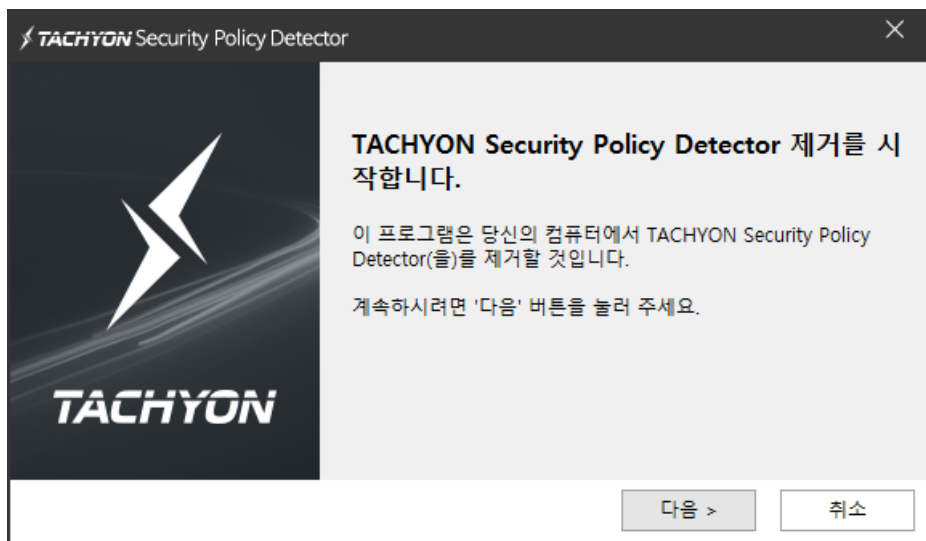 TACHYON Security Policy Detector
TACHYON Security Policy Detector 제거를 시
작합니다.
이 프로그램은 당신의 컴퓨터에서 TACHYON Security Policy
Detector(을)를 제거할 것입니다.
계속하시려면 '다음' 버튼을 눌러 주세요.
TACHYON
다음 >
취소